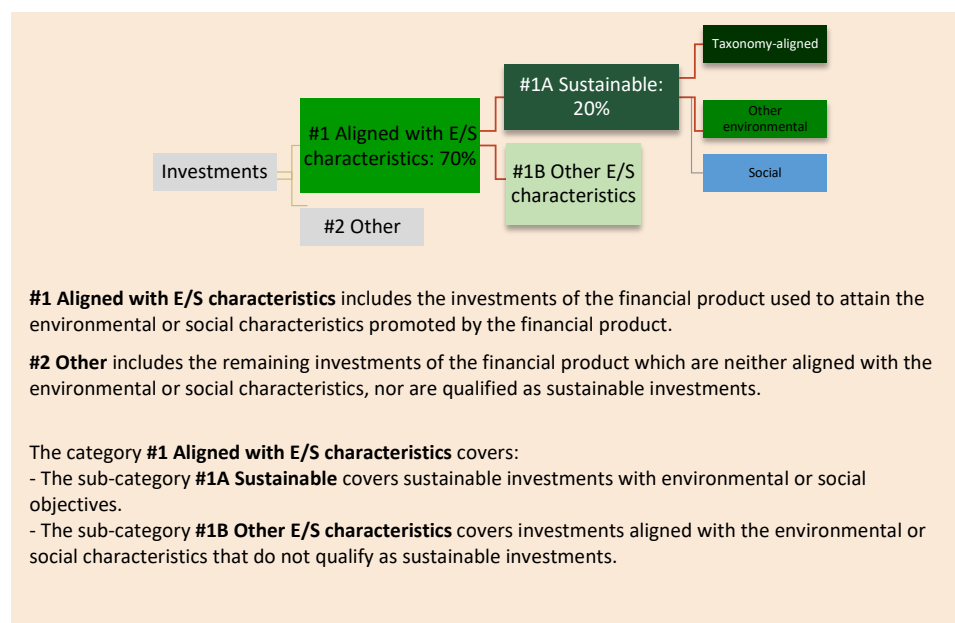 Taxonomy-aligned
#1A Sustainable:
20%
Other
environmental
#1 Aligned with E/S
characteristics: 70%
Investments
#1B Other E/S
characteristics
Social
#2 Other
#1 Aligned with E/S characteristics includes the investments of the financial product used to attain the
environmental or social characteristics promoted by the financial product.
#2 Other includes the remaining investments of the financial product which are neither aligned with the
environmental or social characteristics, nor are qualified as sustainable investments.
The category #1 Aligned with E/S characteristics covers:
- The sub-category #1A Sustainable covers sustainable investments with environmental or social
objectives.
- The sub-category #1B Other E/S characteristics covers investments aligned with the environmental or
social characteristics that do not qualify as sustainable investments.